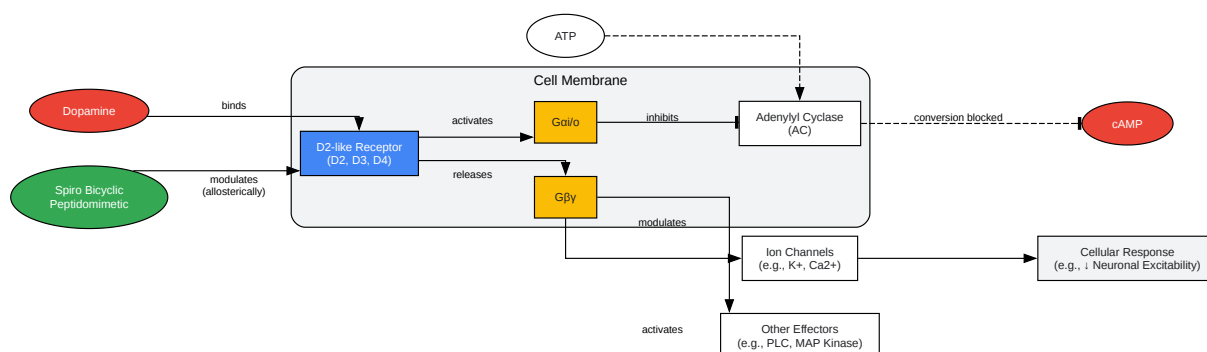 ATP
Cell Membrane
Dopamine
binds
activates
Gαi/o
inhibits
Adenylyl Cyclase
(AC)
conversion blocked
cAMP
D2-like Receptor
(D2, D3, D4)
releases
Spiro Bicyclic
Peptidomimetic
modulates
(allosterically)
Gβγ
modulates
Ion Channels
(e.g., K+, Ca2+)
Cellular Response
(e.g., ↓ Neuronal Excitability)
activates
Other Effectors
(e.g., PLC, MAP Kinase)